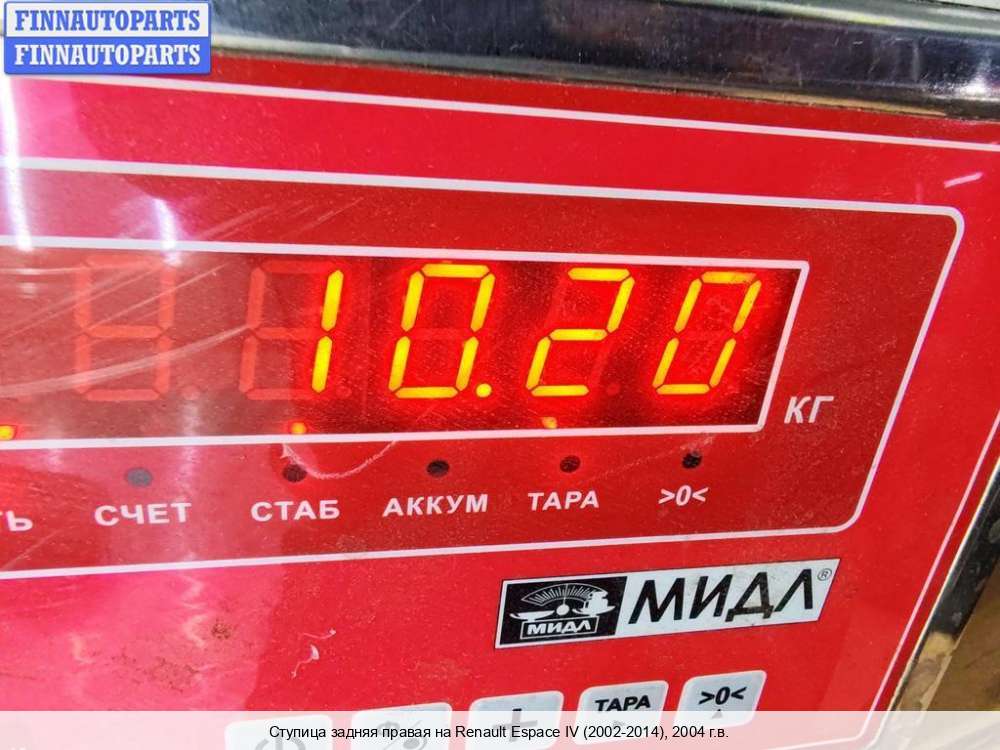 FINNAUTOPARTS
FINNAUTOPARTS
10.20
КГ
ТЬ СЧЕТ СТАБ АККУМ ТАРА >0<
МИДЛ МИДЛ®
+ ТАРА >0<
Ступица задняя правая на Renault Espace IV (2002-2014), 2004 г.в.